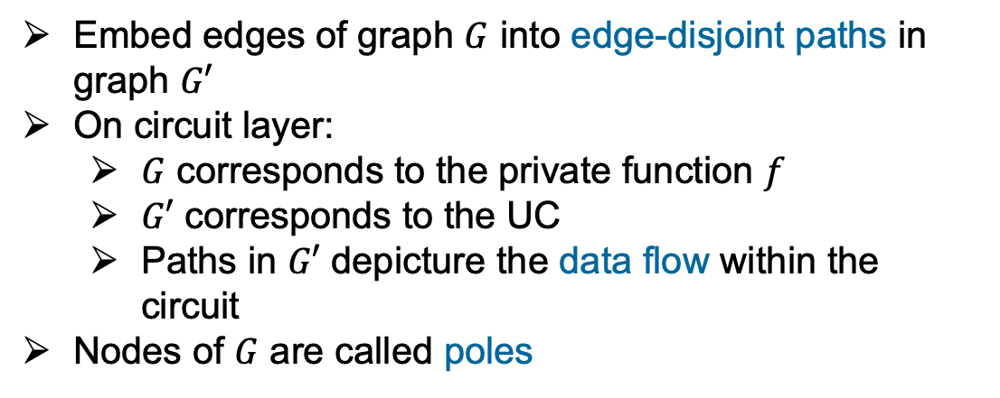 ➢ Embed edges of graph G into edge-disjoint paths in
graph G′
➢ On circuit layer:
➢ G corresponds to the private function f
➢ G′ corresponds to the UC
➢ Paths in G′ depicture the data flow within the
circuit
➢ Nodes of G are called poles